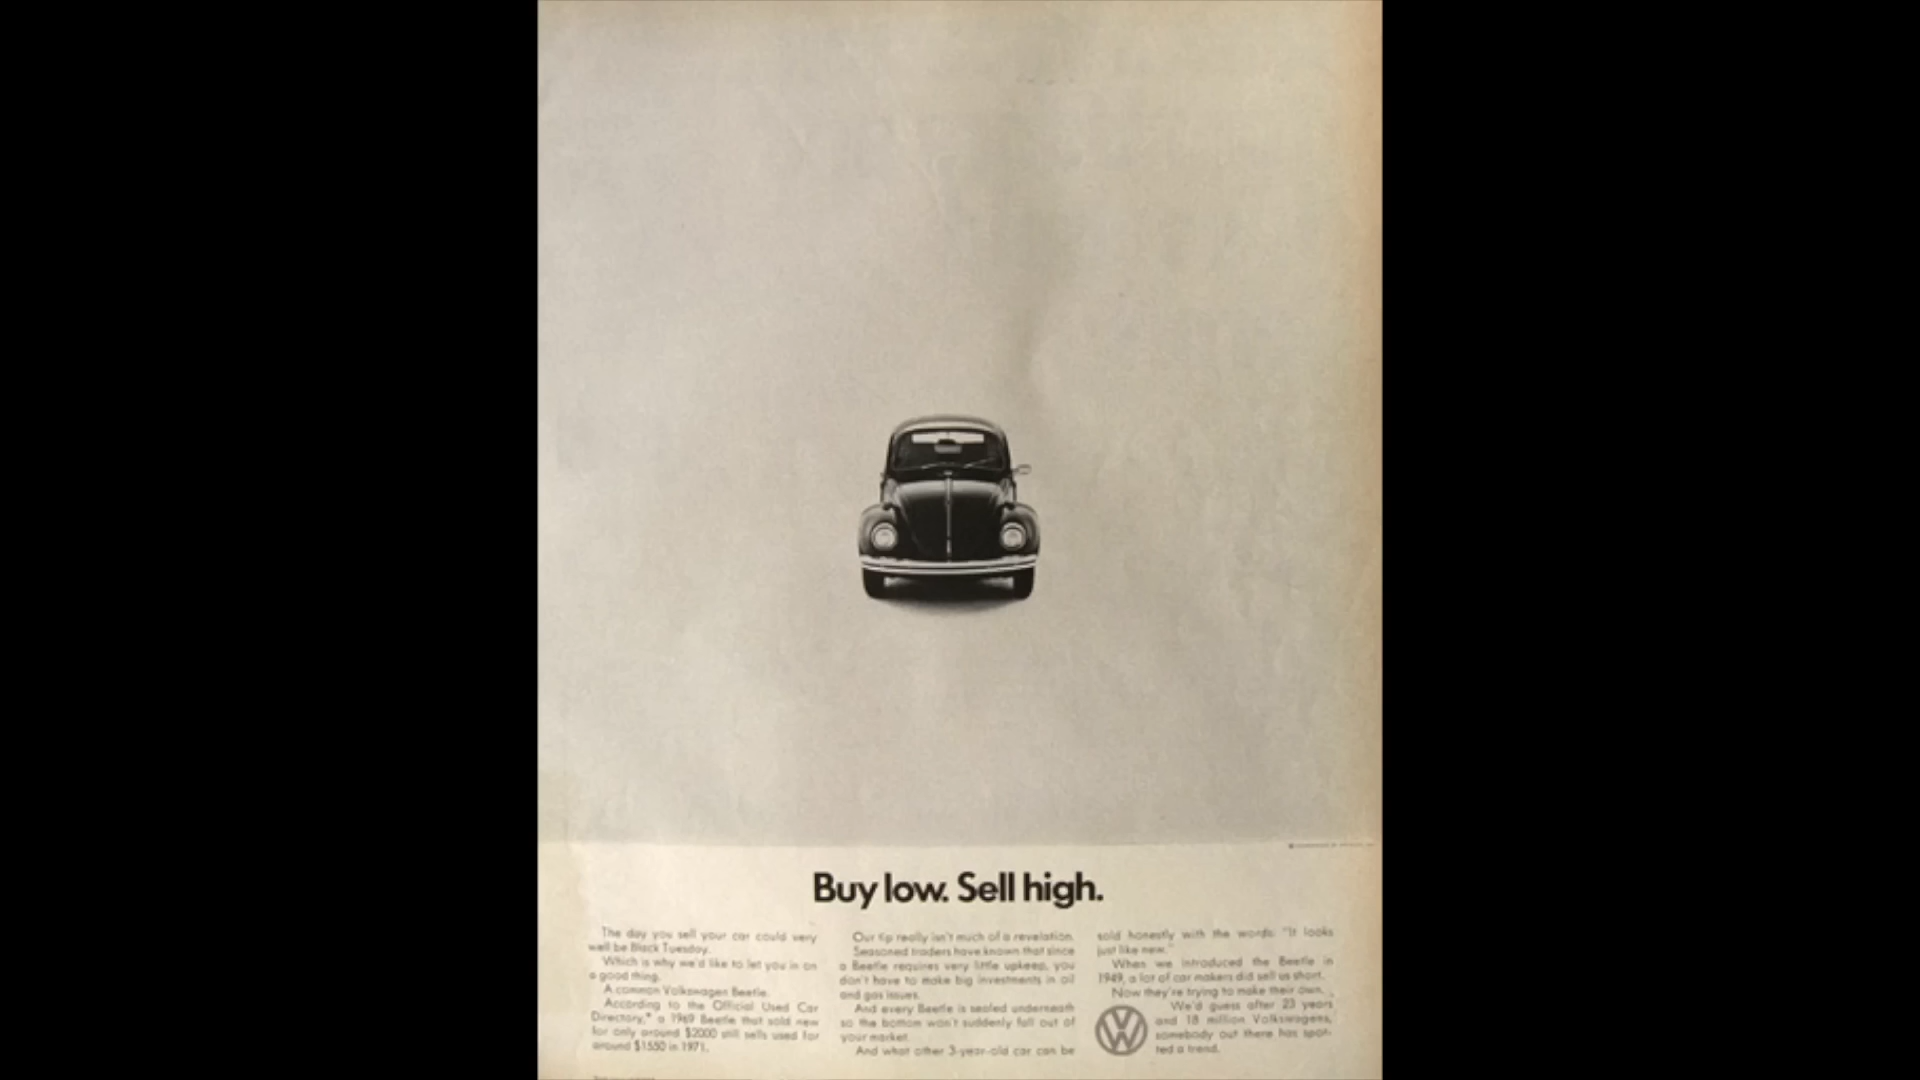 Buy low. Sell high.
The day you sell your car could very
well be Black Tuesday.
Which is why we'd like to let you in on
a good thing.
A common Volkswagen Beetle.
According to the Official Used Car
Directory,* a 1969 Beetle that sold new
for only around $2000 still sells used for
around $1550 in 1971.
Our tip really isn't much of a revelation.
Seasoned traders have known that since
a Beetle requires very little upkeep, you
don't have to make big investments in oil
and gas issues.
And every Beetle is sealed underneath
so the bottom won't suddenly fall out of
your market.
And what other 3-year-old car can be
sold honestly with the words: "It looks
just like new."
When we introduced the Beetle in
1949, a lot of car makers did sell us short.
Now they're trying to make their own.
We'd guess after 23 years
and 18 million Volkswagens,
somebody out there has spot-
ted a trend.